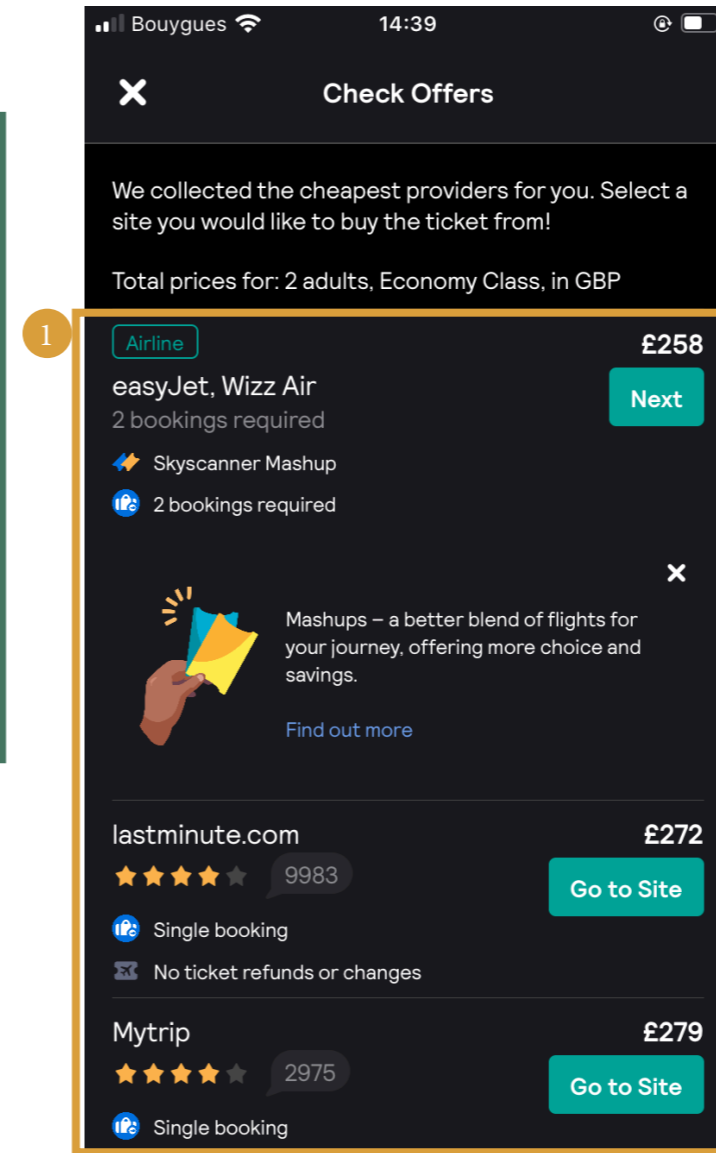 Bouygues 14:39
Check Offers
We collected the cheapest providers for you. Select a
site you would like to buy the ticket from!
Total prices for: 2 adults, Economy Class, in GBP
1
Airline £258
easyJet, Wizz Air
Next
2 bookings required
Skyscanner Mashup
2 bookings required
Mashups – a better blend of flights for
your journey, offering more choice and
savings.
Find out more
lastminute.com £272
9983
Go to Site
Single booking
No ticket refunds or changes
Mytrip £279
2975
Go to Site
Single booking